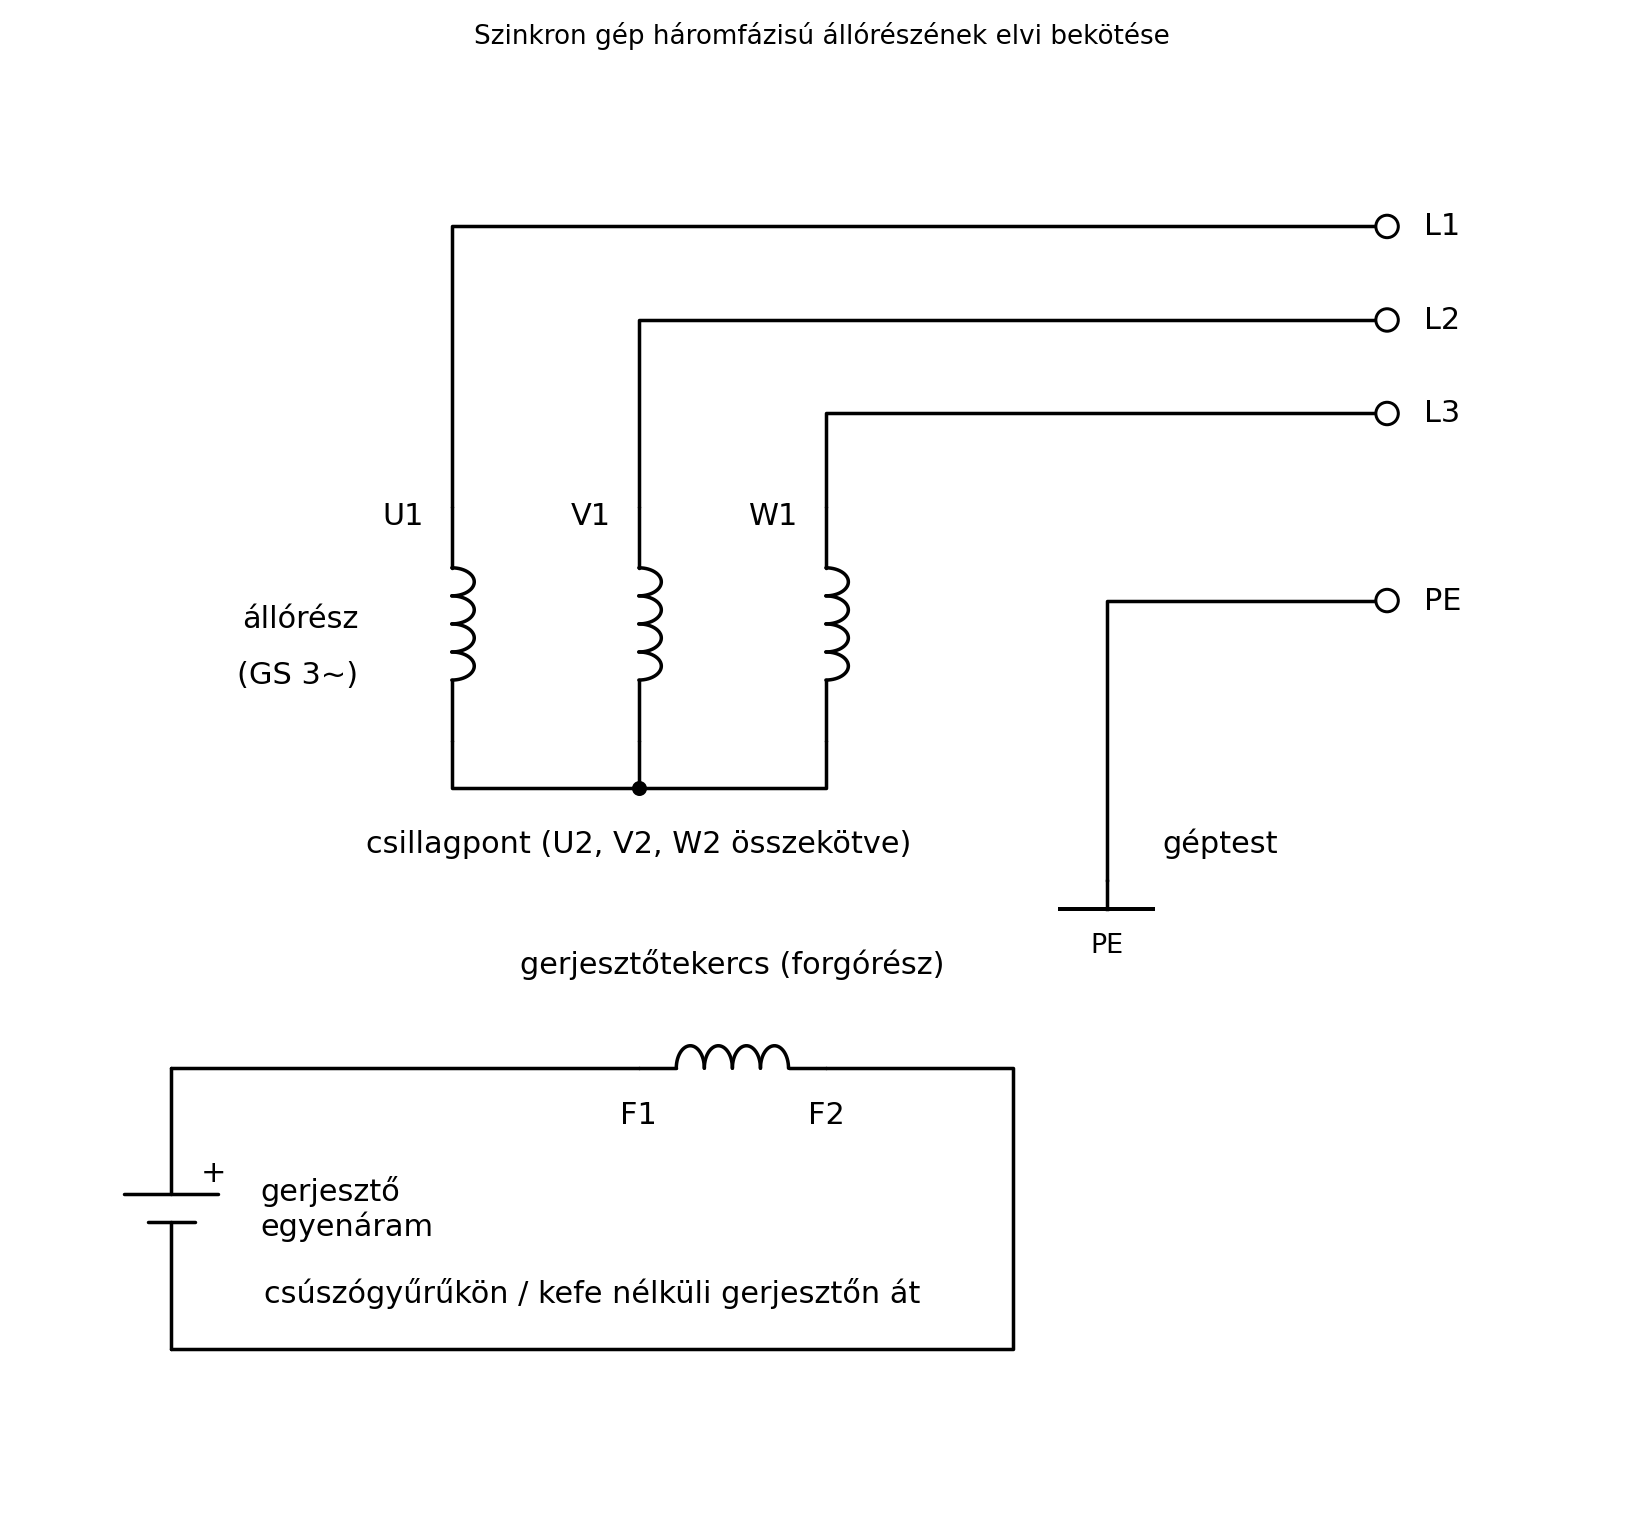 Szinkron gép háromfázisú állórészének elvi bekötése
L1
L2
L3
U1
V1
W1
PE
állórész
(GS 3~)
csillagpont (U2, V2, W2 összekötve)
géptest
PE
gerjesztőtekercs (forgórész)
F1
F2
+
gerjesztő
egyenáram
csúszógyűrűkön / kefe nélküli gerjesztőn át